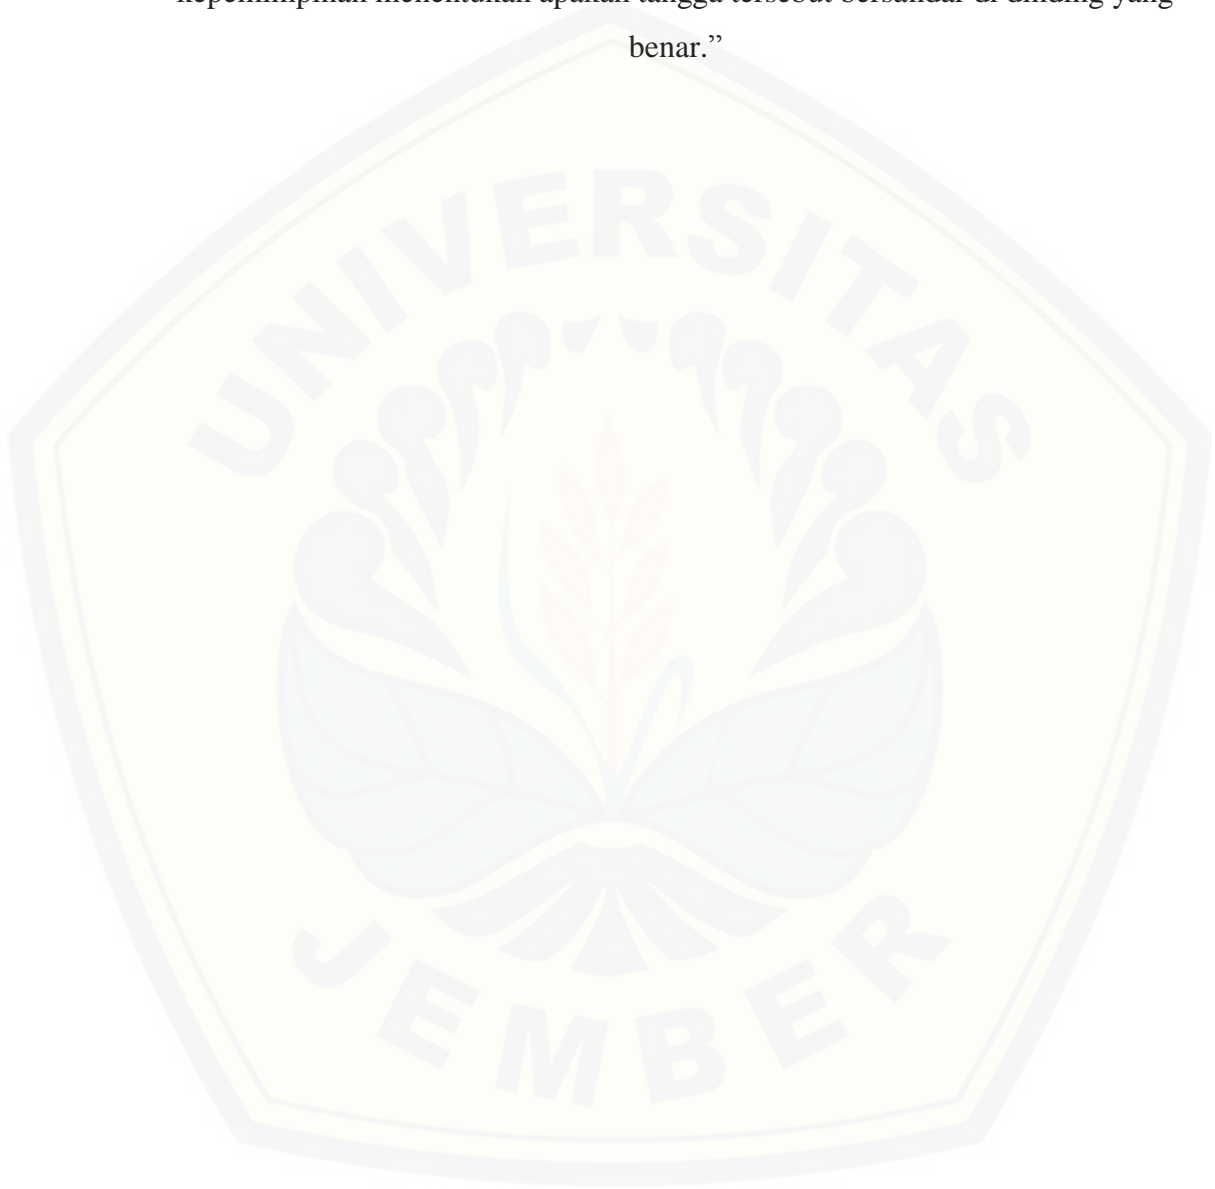 kepemimpinan menentukan apakah tangga tersebut bersandar di dinding yang
benar.”
UNIVERSITAS
JEMBER